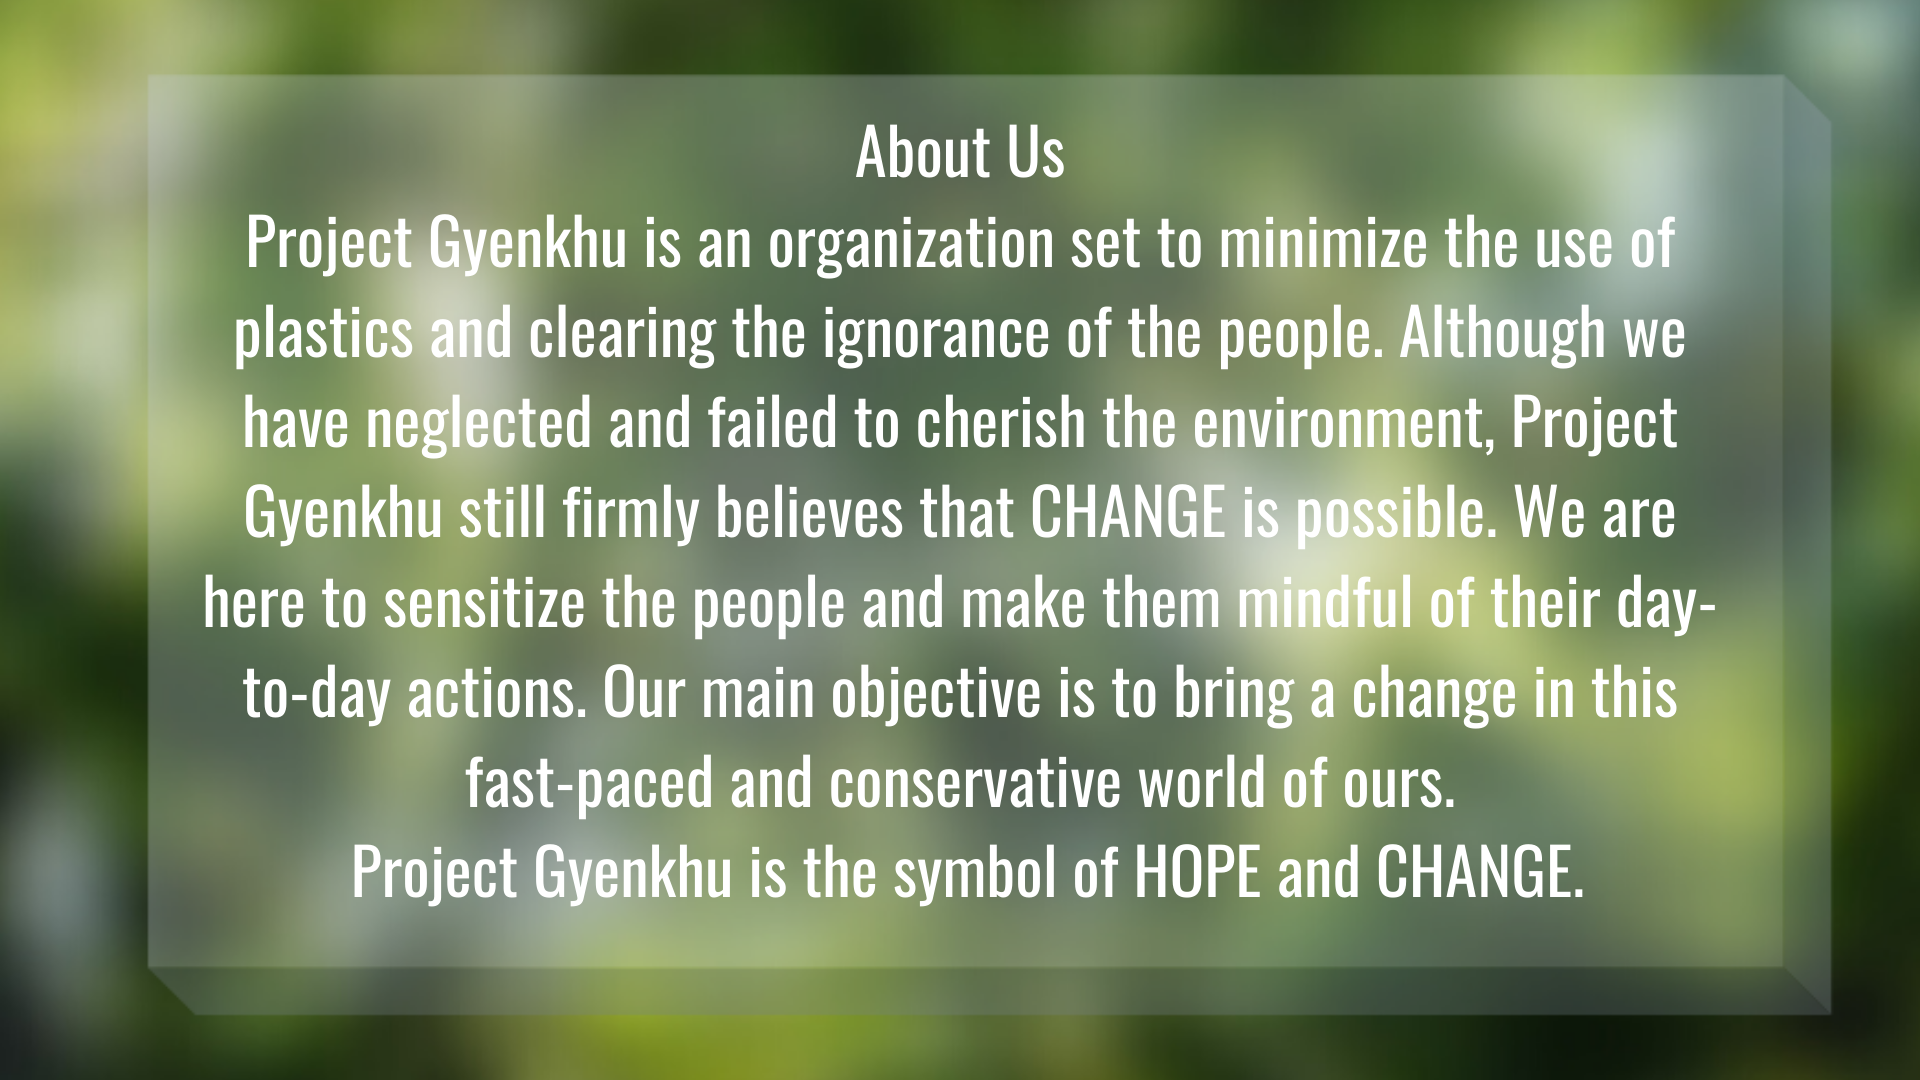 About Us
Project Gyenkhu is an organization set to minimize the use of
plastics and clearing the ignorance of the people. Although we
have neglected and failed to cherish the environment, Project
Gyenkhu still firmly believes that CHANGE is possible. We are
here to sensitize the people and make them mindful of their day-
to-day actions. Our main objective is to bring a change in this
fast-paced and conservative world of ours.
Project Gyenkhu is the symbol of HOPE and CHANGE.